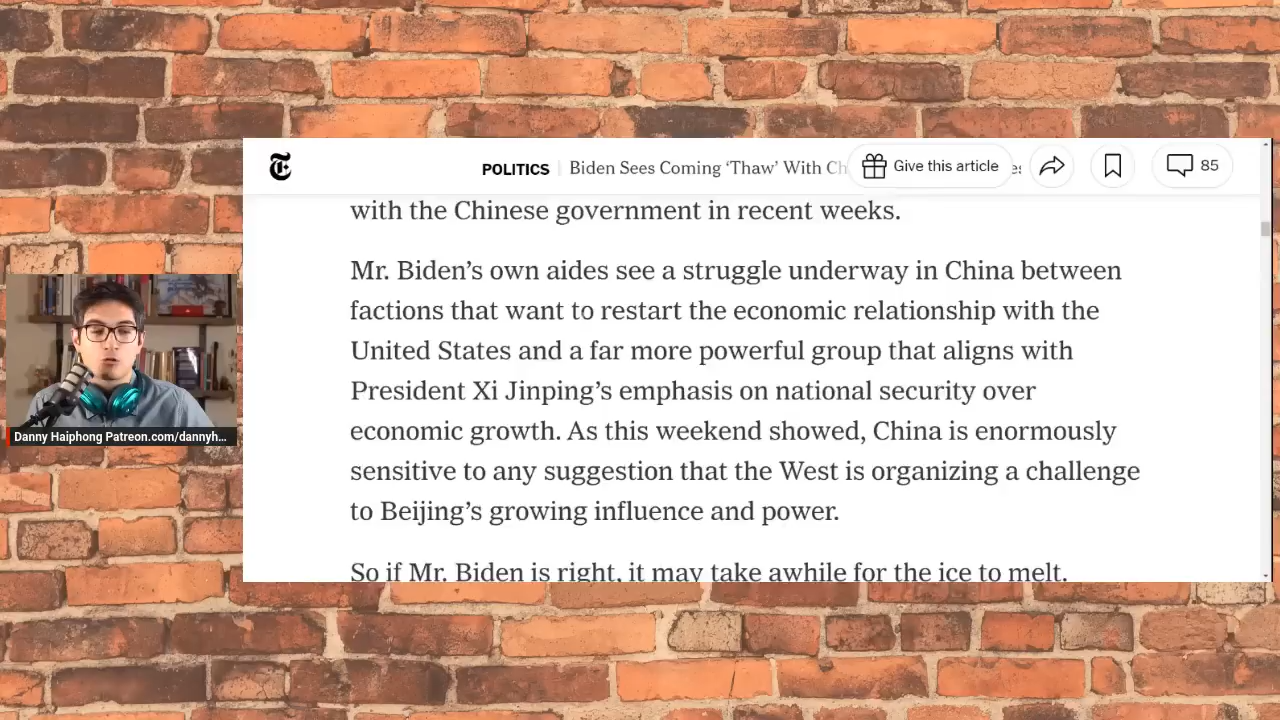 POLITICS | Biden Sees Coming ‘Thaw’ With Ch
Give this article
85
with the Chinese government in recent weeks.
Mr. Biden’s own aides see a struggle underway in China between
factions that want to restart the economic relationship with the
United States and a far more powerful group that aligns with
President Xi Jinping’s emphasis on national security over
economic growth. As this weekend showed, China is enormously
sensitive to any suggestion that the West is organizing a challenge
to Beijing’s growing influence and power.
So if Mr. Biden is right, it may take awhile for the ice to melt.
Danny Haiphong Patreon.com/dannyh...